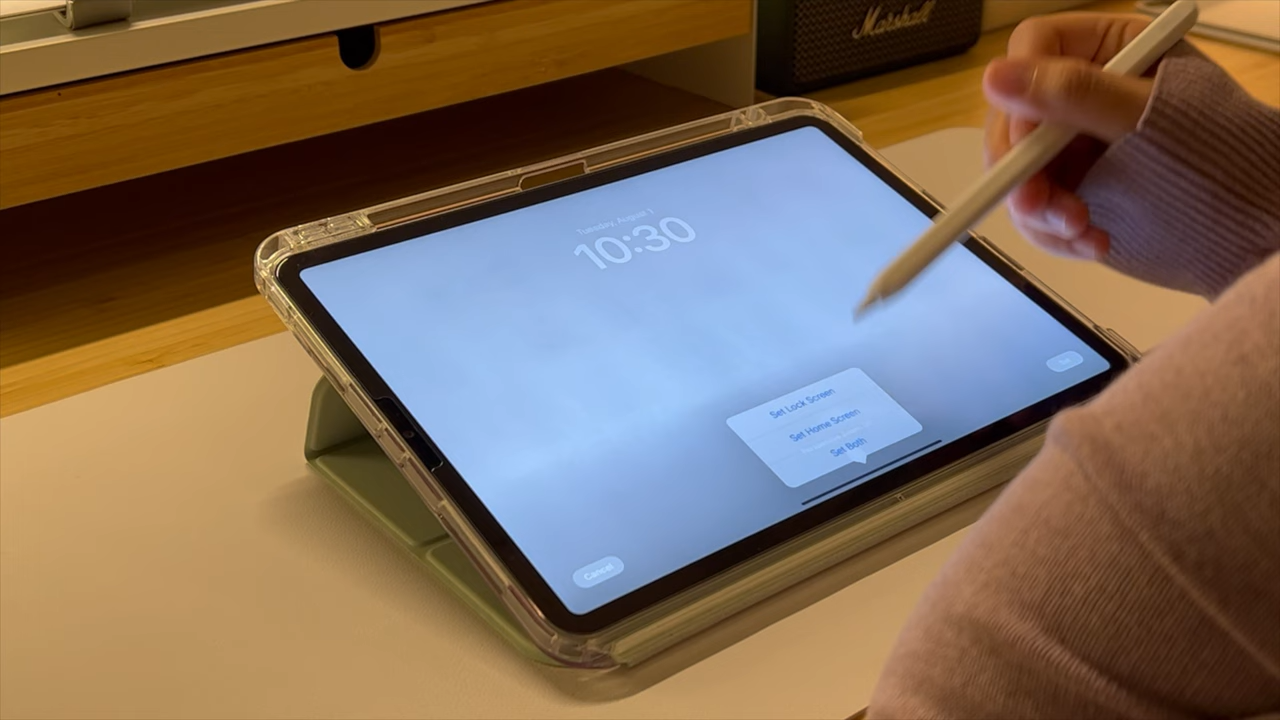 Marshall
Tuesday, August 1
10:30
Set Lock Screen
Set Home Screen
Set Both
Cancel